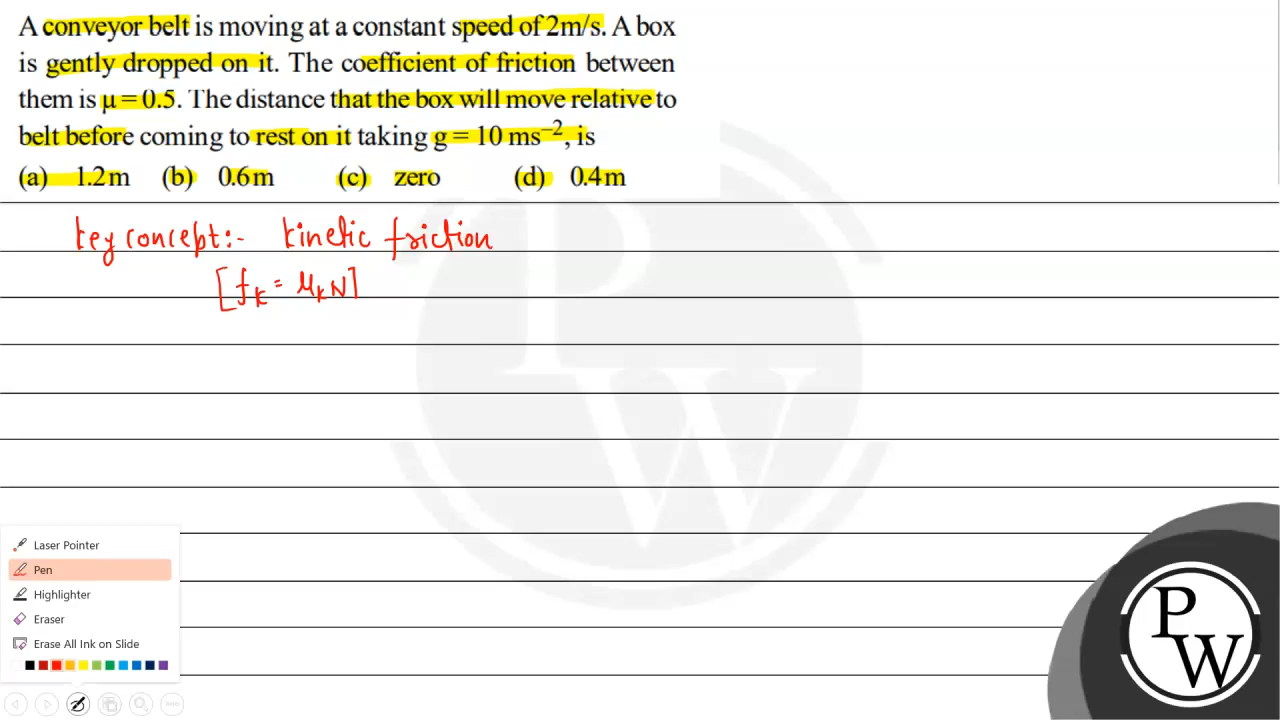 A conveyor belt is moving at a constant speed of 2m/s. A box
is gently dropped on it. The coefficient of friction between
them is μ = 0.5. The distance that the box will move relative to
belt before coming to rest on it taking g = 10 ms⁻², is
(a) 1.2m (b) 0.6m (c) zero (d) 0.4m
key concept:- kinetic friction
[fₖ = μₖN]
Laser Pointer
Pen
Highlighter
Eraser
Erase All Ink on Slide
PW
PW